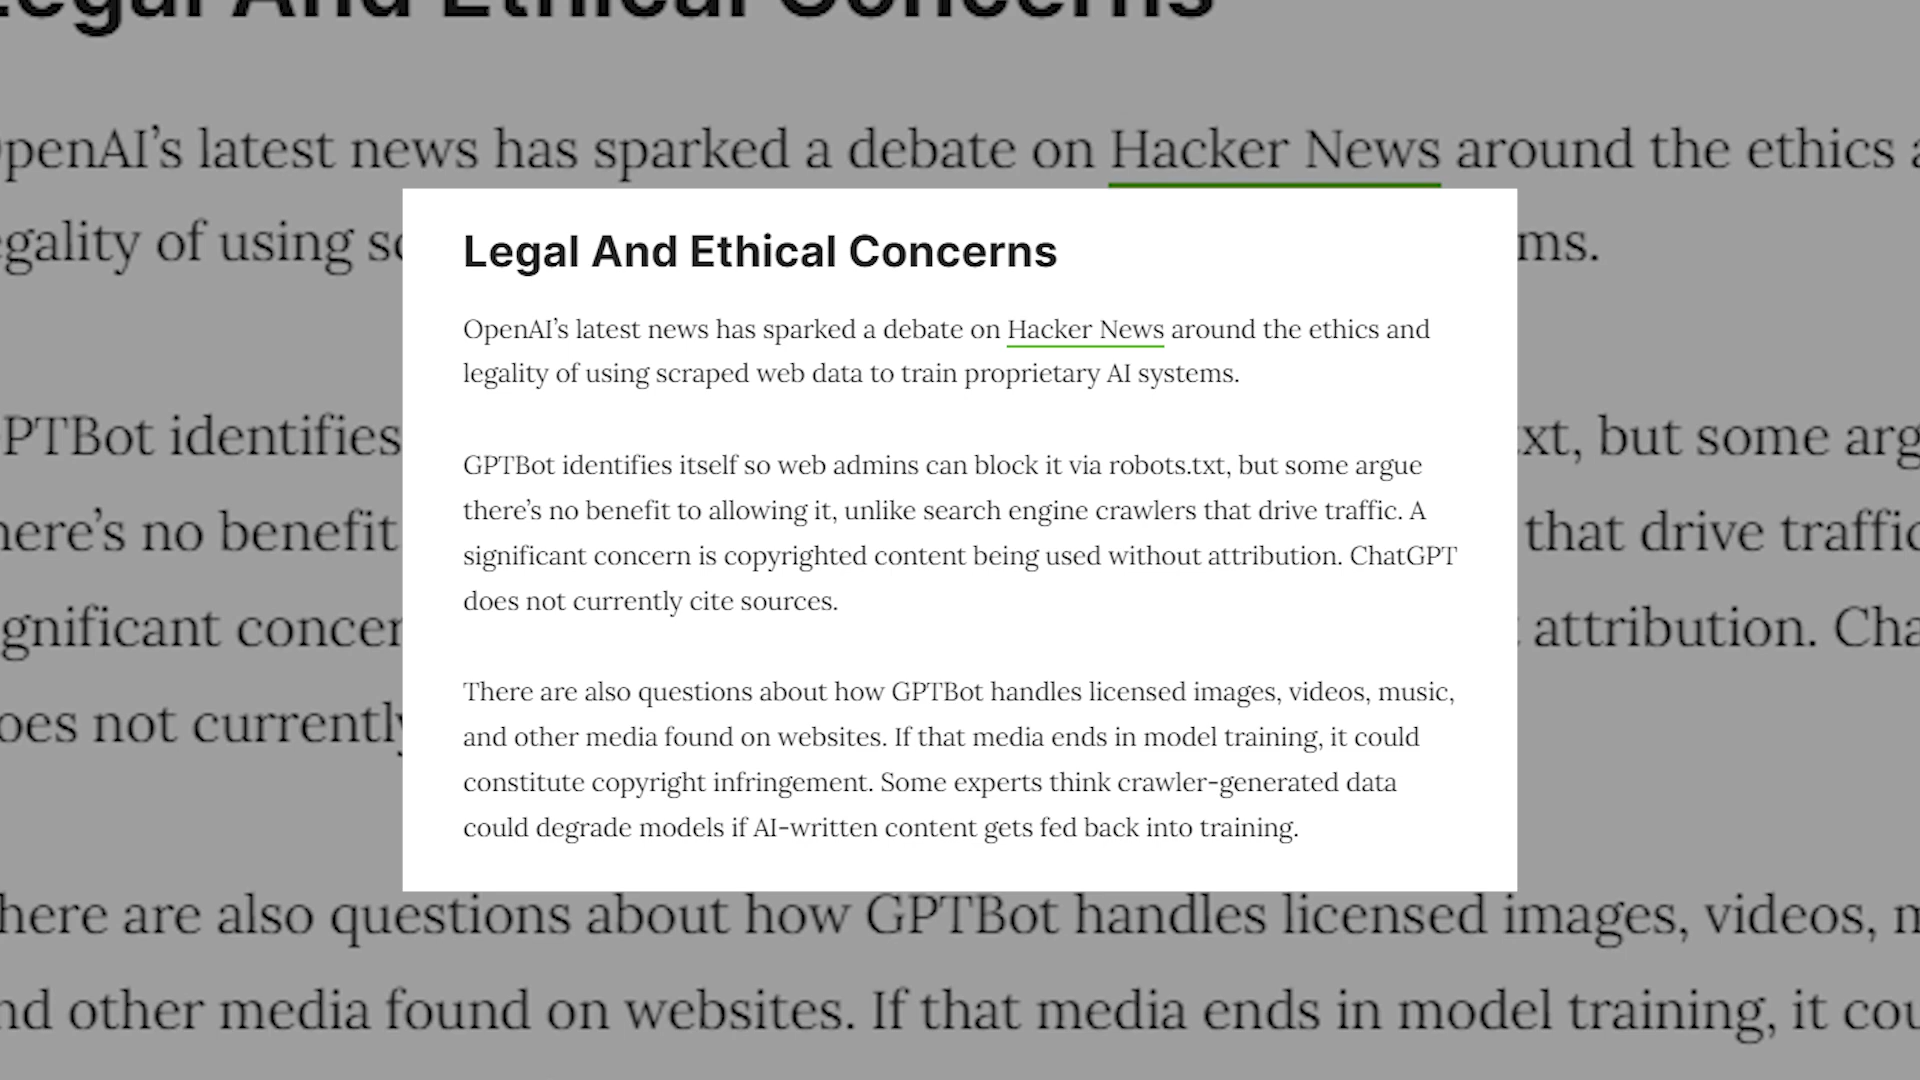 Legal And Ethical Concerns
OpenAI’s latest news has sparked a debate on Hacker News around the ethics and
legality of using scraped web data to train proprietary AI systems.
GPTBot identifies itself so web admins can block it via robots.txt, but some argue
there’s no benefit to allowing it, unlike search engine crawlers that drive traffic. A
significant concern is copyrighted content being used without attribution. ChatGPT
does not currently cite sources.
There are also questions about how GPTBot handles licensed images, videos, music,
and other media found on websites. If that media ends in model training, it could
constitute copyright infringement. Some experts think crawler-generated data
could degrade models if AI-written content gets fed back into training.